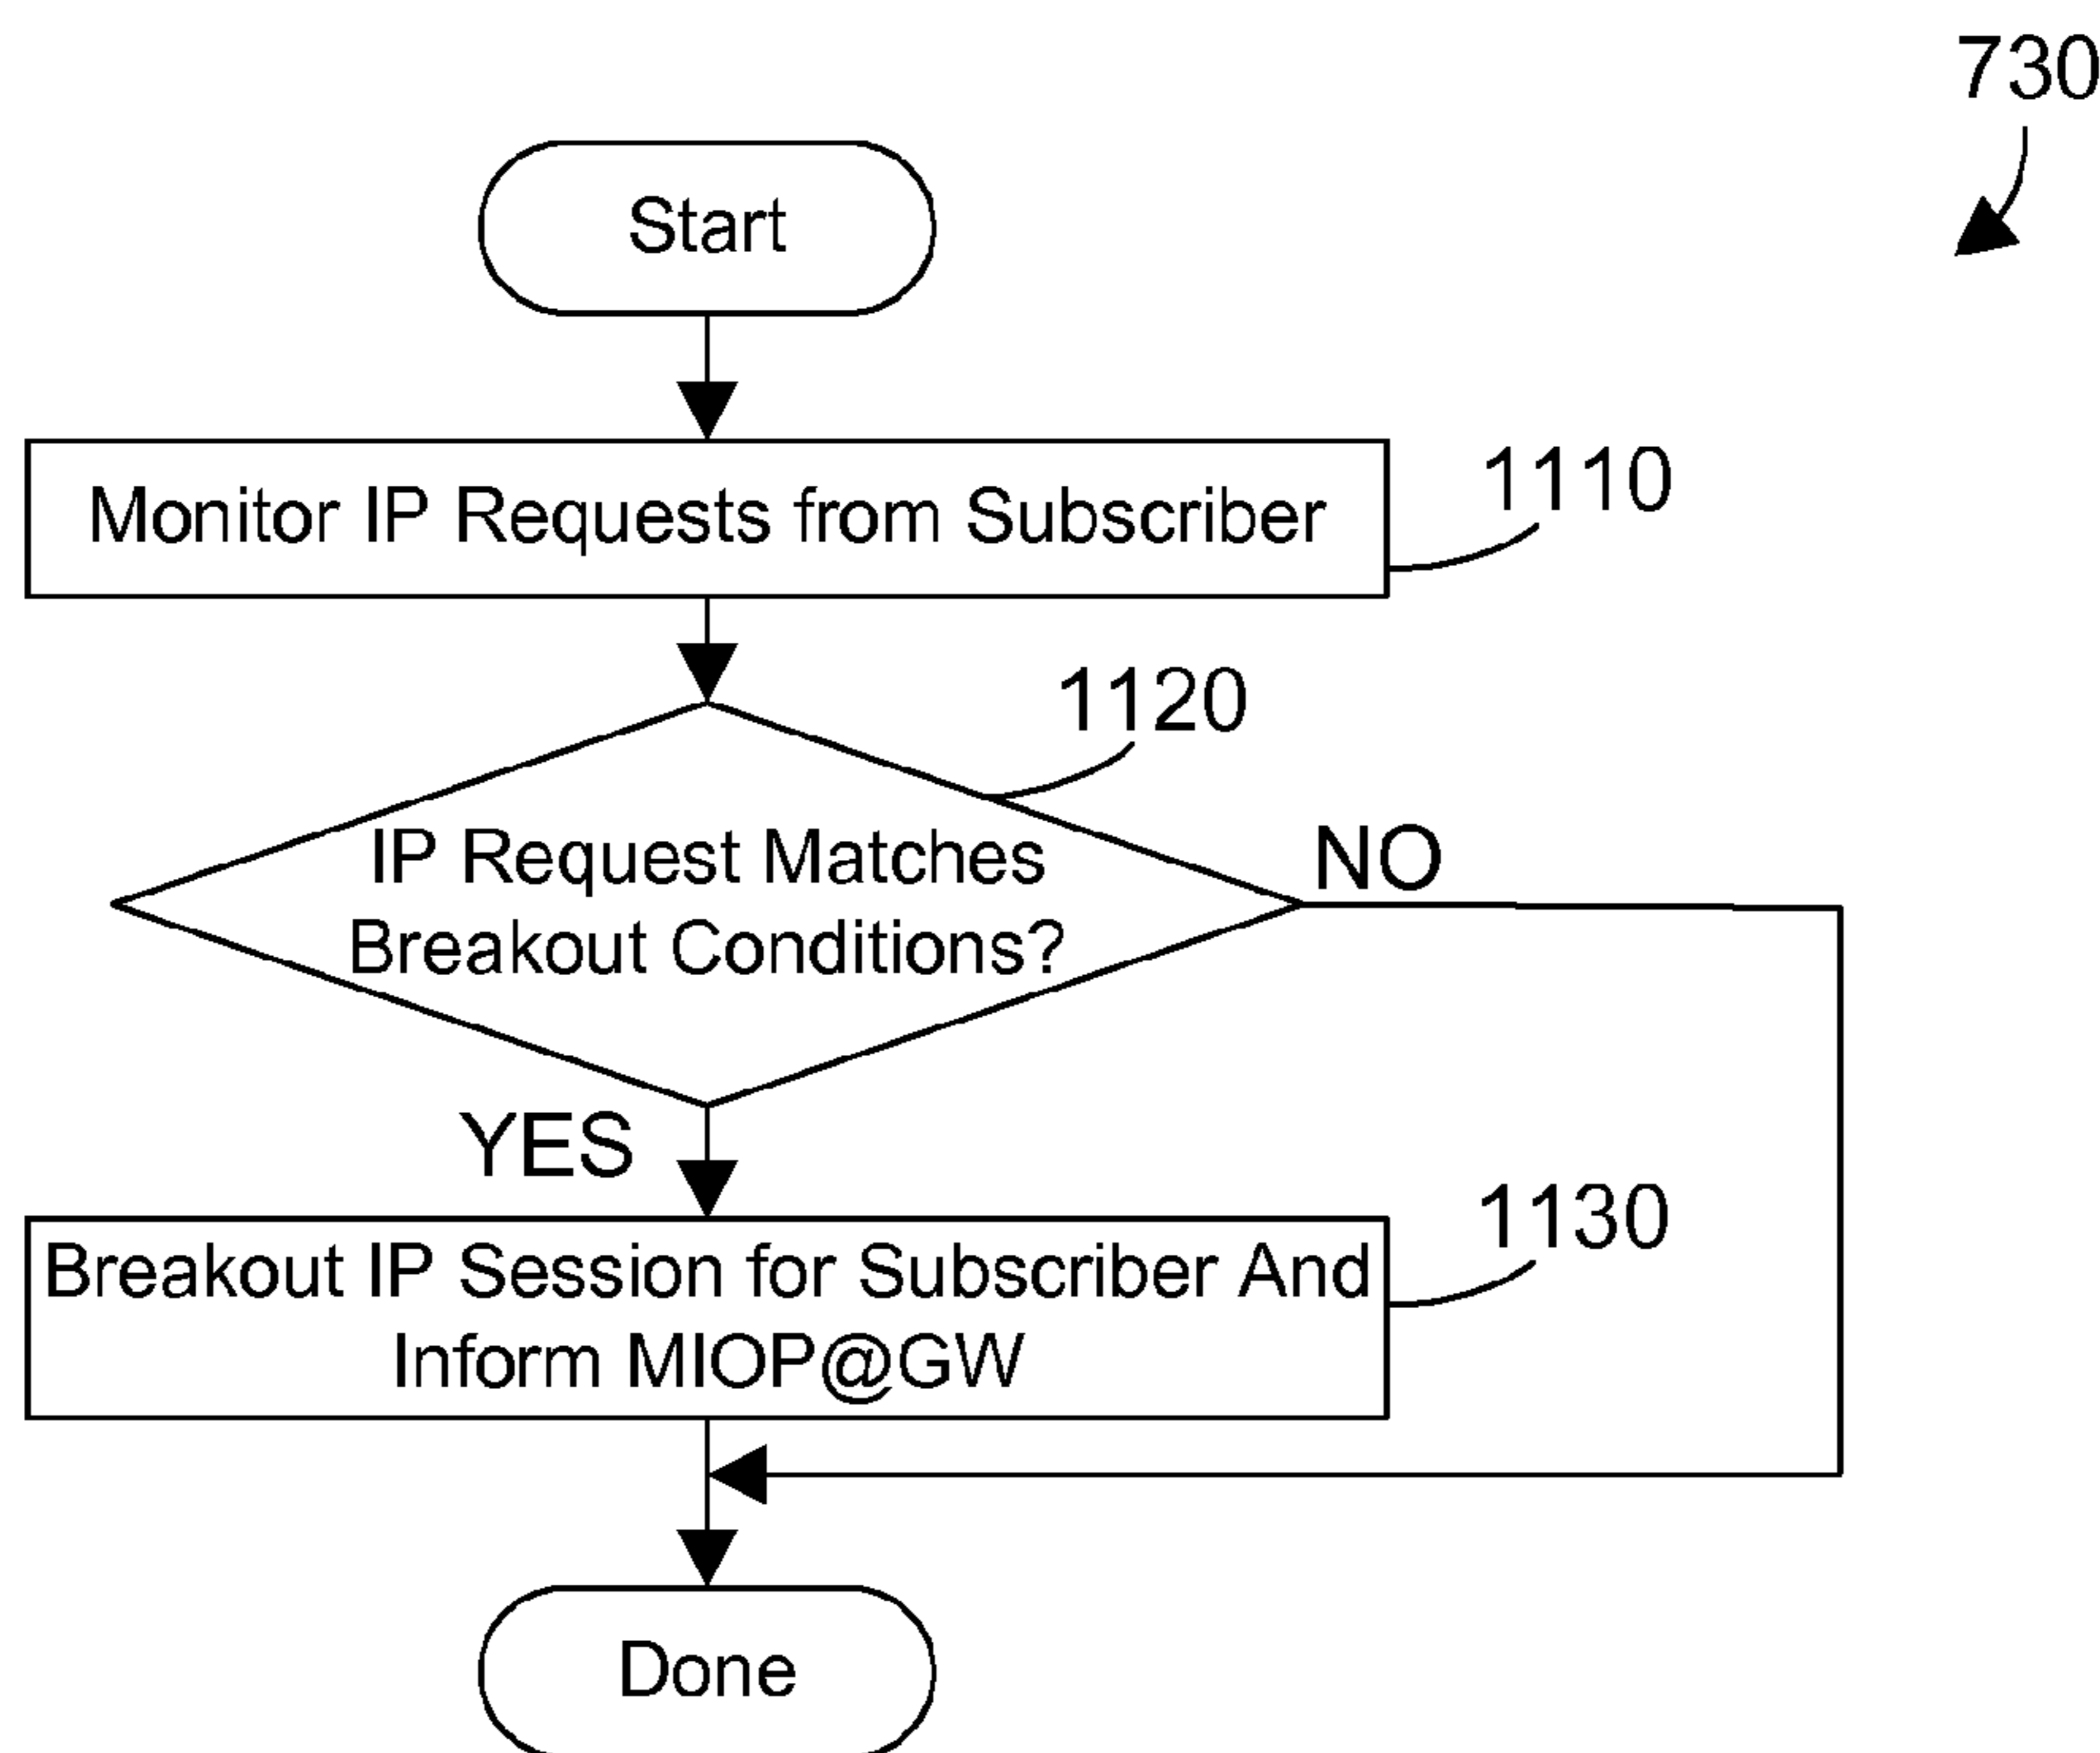 730
Start
Monitor IP Requests from Subscriber
1110
1120
IP Request Matches
Breakout Conditions?
NO
YES
1130
Breakout IP Session for Subscriber And
Inform MIOP@GW
Done